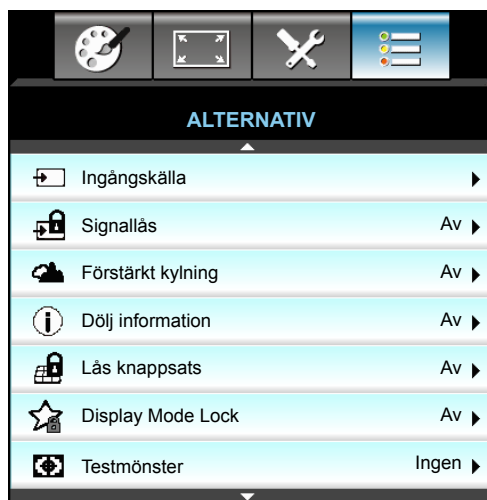 ALTERNATIV
Ingångskälla
Signallås Av
Förstärkt kylning Av
Dölj information Av
Lås knappsats Av
Display Mode Lock Av
Testmönster Ingen